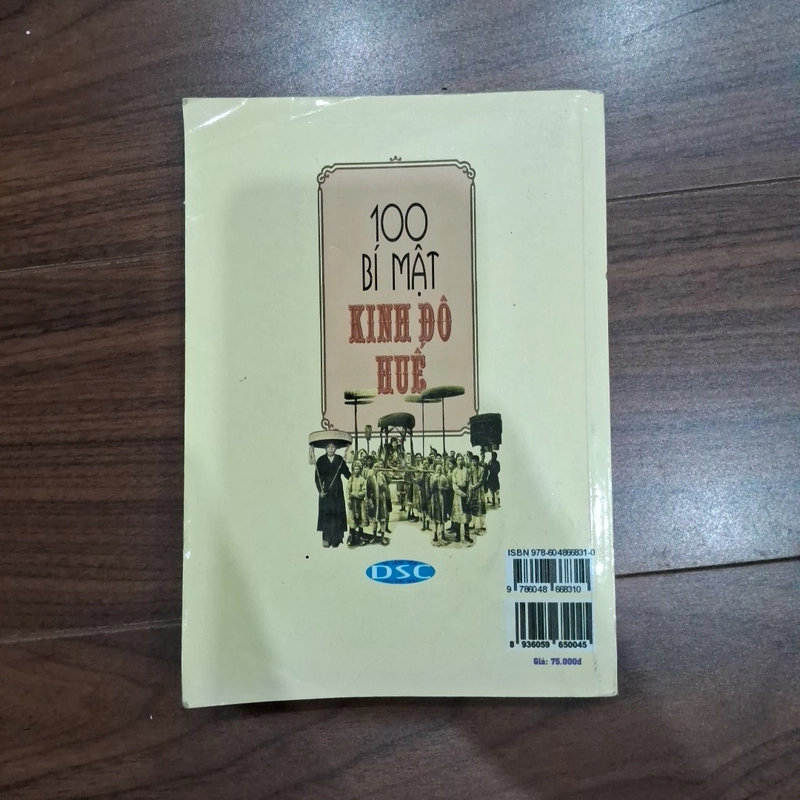 100
BÍ MẬT
KINH ĐÔ
HUẾ
DSC
ISBN 978-604866831-0
9 786048 668310
8 936059 650045
Giá: 75.000đ